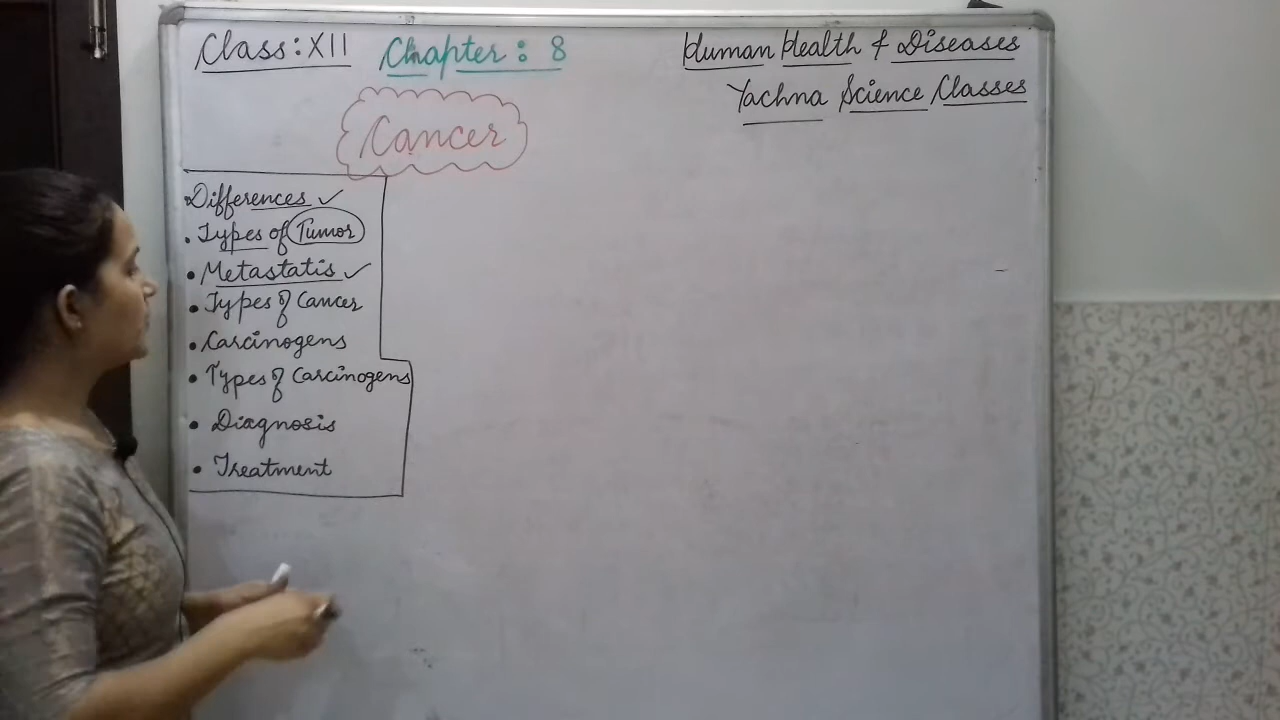 Class: XII Chapter: 8 Human Health & Diseases
Yachna Science Classes
Cancer
• Differences ✓
• Types of Tumor
• Metastatis ✓
• Types of Cancer
• Carcinogens
• Types of Carcinogens
• Diagnosis
• Treatment